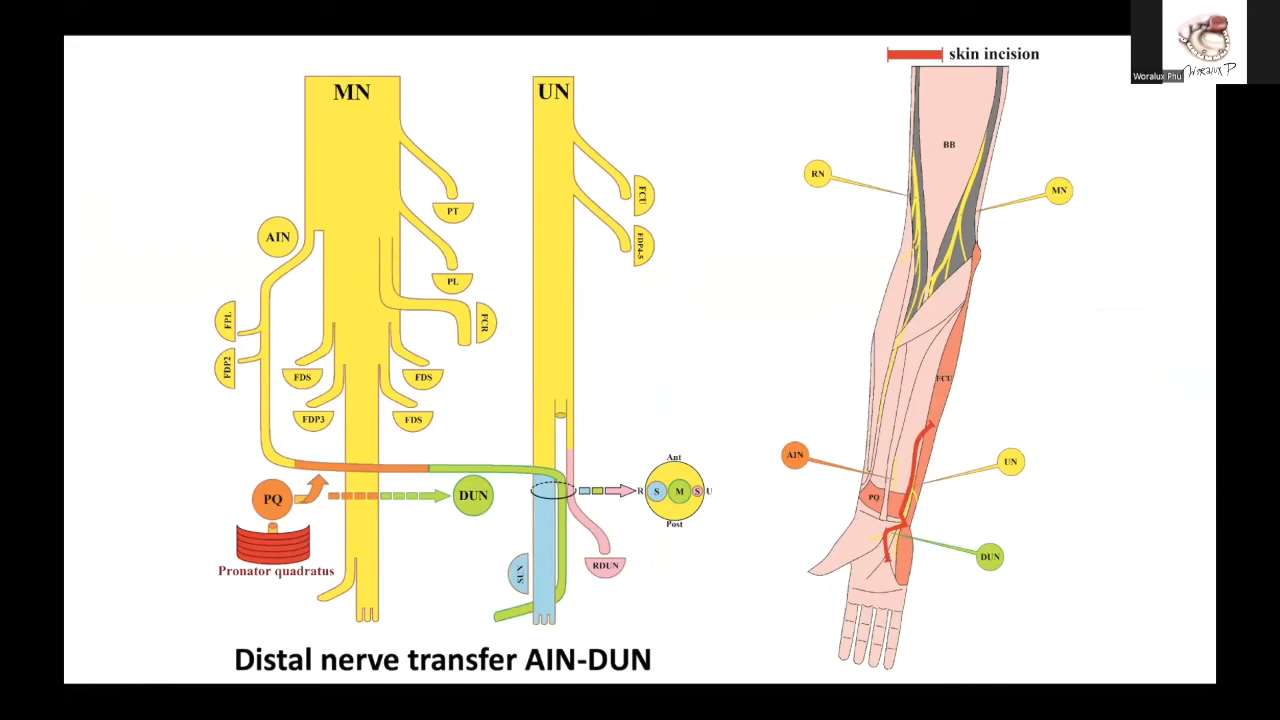 skin incision
Woralux Phu
Woralux P
MN
UN
BB
RN
MN
FCU
PT
FDP4-5
AIN
PL
FPL
FCR
FDP2
FDS
FDS
FCU
FDP3
FDS
AIN
UN
Ant
PQ
DUN
R
S
M
S
U
PQ
Post
Pronator quadratus
SUN
RDUN
DUN
Distal nerve transfer AIN-DUN